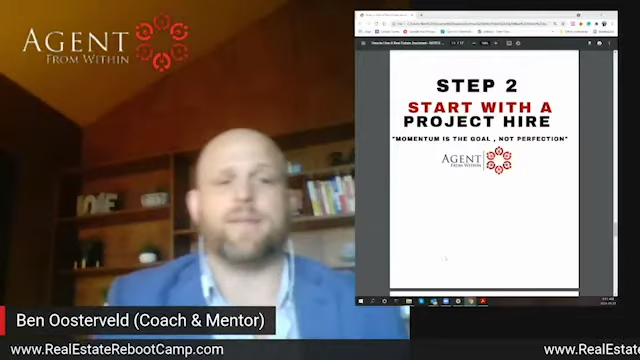 AGENT
FROM WITHIN
STEP 2
START WITH A
PROJECT HIRE
"MOMENTUM IS THE GOAL , NOT PERFECTION"
AGENT
FROM WITHIN
Ben Oosterveld (Coach & Mentor)
www.RealEstateRebootCamp.com
www.RealEstate